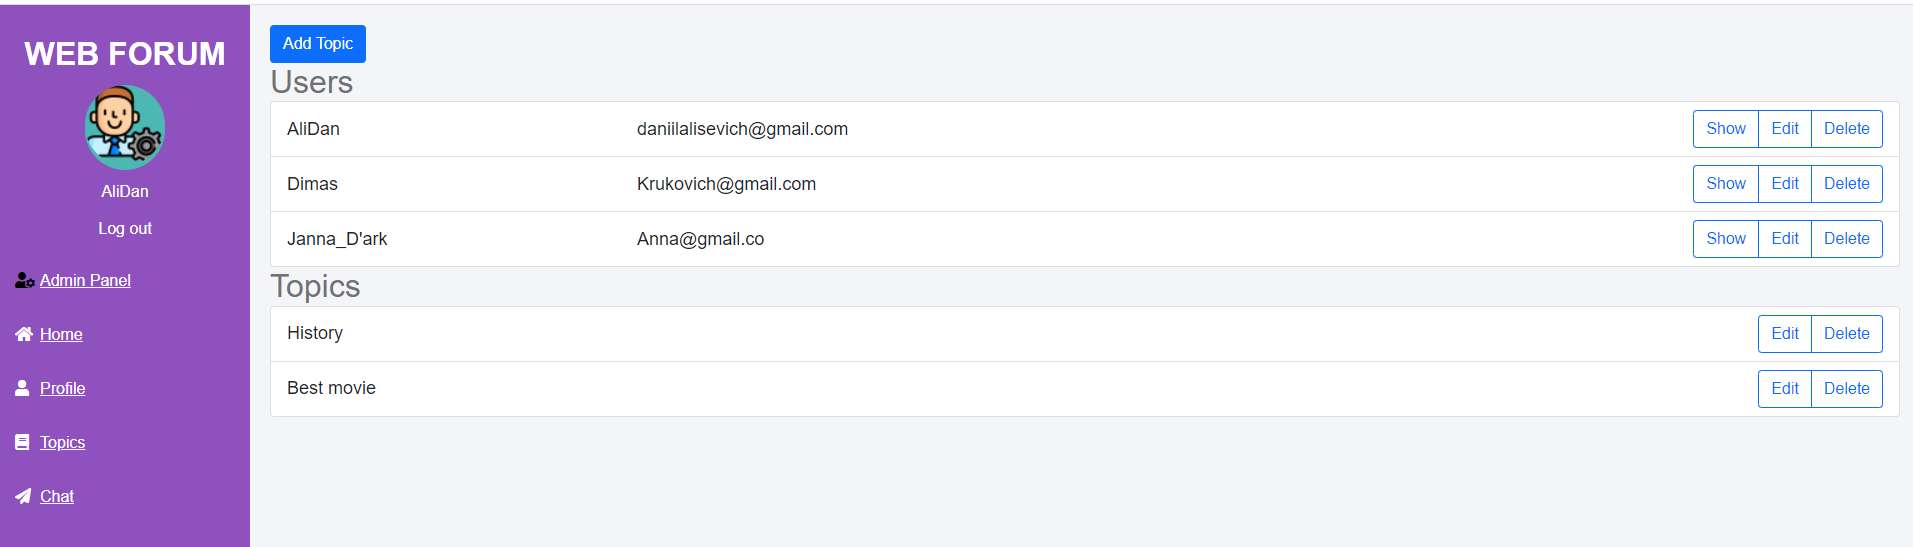 WEB FORUM
AliDan
Log out
Admin Panel
Home
Profile
Topics
Chat
Add Topic
Users
AliDan daniilalisevich@gmail.com Show Edit Delete
Dimas Krukovich@gmail.com Show Edit Delete
Janna_D'ark Anna@gmail.co Show Edit Delete
Topics
History Edit Delete
Best movie Edit Delete